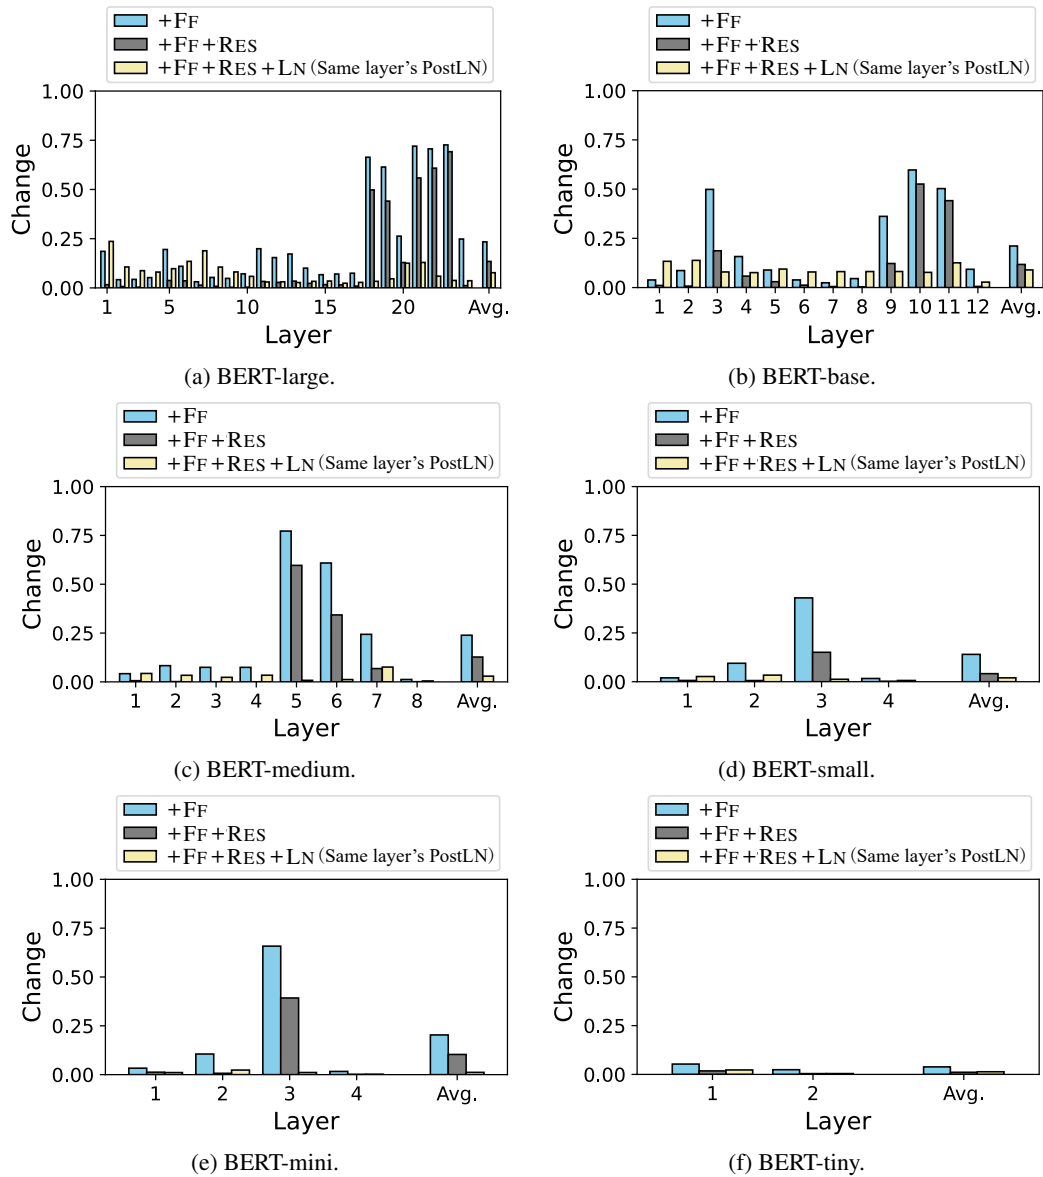 +FF
+FF+RES
+FF+RES+LN (Same layer's PostLN)
1.00
0.75
0.50
0.25
0.00
Change
1 5 10 15 20 Avg.
Layer
(a) BERT-large.
+FF
+FF+RES
+FF+RES+LN (Same layer's PostLN)
1.00
0.75
0.50
0.25
0.00
Change
1 2 3 4 5 6 7 8 9 10 11 12 Avg.
Layer
(b) BERT-base.
+FF
+FF+RES
+FF+RES+LN (Same layer's PostLN)
1.00
0.75
0.50
0.25
0.00
Change
1 2 3 4 5 6 7 8 Avg.
Layer
(c) BERT-medium.
+FF
+FF+RES
+FF+RES+LN (Same layer's PostLN)
1.00
0.75
0.50
0.25
0.00
Change
1 2 3 4 Avg.
Layer
(d) BERT-small.
+FF
+FF+RES
+FF+RES+LN (Same layer's PostLN)
1.00
0.75
0.50
0.25
0.00
Change
1 2 3 4 Avg.
Layer
(e) BERT-mini.
+FF
+FF+RES
+FF+RES+LN (Same layer's PostLN)
1.00
0.75
0.50
0.25
0.00
Change
1 2 Avg.
Layer
(f) BERT-tiny.